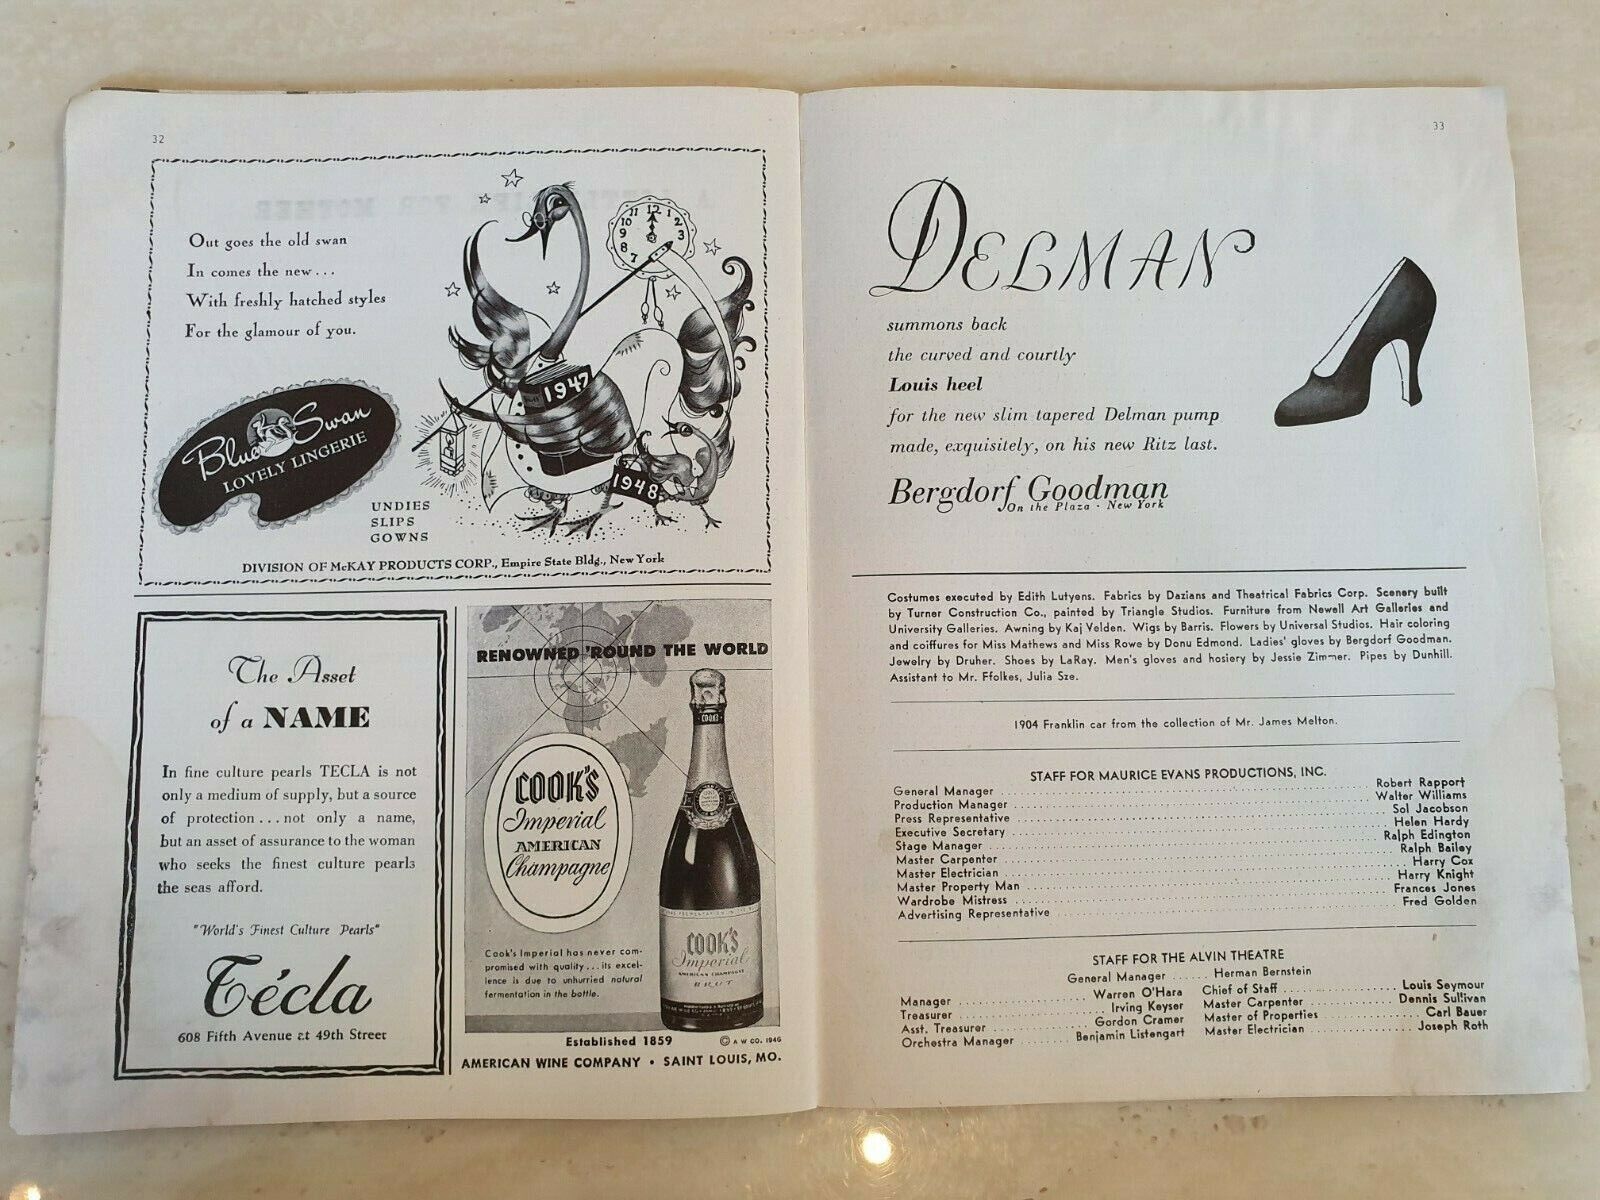 32
Out goes the old swan
In comes the new...
With freshly hatched styles
For the glamour of you.
11 12 1
10 2
9 3
8
7
1947
1948
Blue Swan
LOVELY LINGERIE
UNDIES
SLIPS
GOWNS
DIVISION OF McKAY PRODUCTS CORP., Empire State Bldg., New York
The Asset
of a NAME
In fine culture pearls TECLA is not
only a medium of supply, but a source
of protection...not only a name,
but an asset of assurance to the woman
who seeks the finest culture pearls
the seas afford.
"World's Finest Culture Pearls"
Técla
608 Fifth Avenue at 49th Street
RENOWNED 'ROUND THE WORLD
COOK'S
Imperial
AMERICAN
Champagne
COOK'S
COOK'S
Imperial
AMERICAN CHAMPAGNE
BRUT
Cook's Imperial has never com-
promised with quality...its excel-
lence is due to unhurried natural
fermentation in the bottle.
Established 1859
© A W CO. 1946
AMERICAN WINE COMPANY • SAINT LOUIS, MO.
33
DELMAN
summons back
the curved and courtly
Louis heel
for the new slim tapered Delman pump
made, exquisitely, on his new Ritz last.
Bergdorf Goodman
On the Plaza · New York
Costumes executed by Edith Lutyens. Fabrics by Dazians and Theatrical Fabrics Corp. Scenery built
by Turner Construction Co., painted by Triangle Studios. Furniture from Newell Art Galleries and
University Galleries. Awning by Kaj Velden. Wigs by Barris. Flowers by Universal Studios. Hair coloring
and coiffures for Miss Mathews and Miss Rowe by Donu Edmond. Ladies' gloves by Bergdorf Goodman.
Jewelry by Druher. Shoes by LaRay. Men's gloves and hosiery by Jessie Zimmer. Pipes by Dunhill.
Assistant to Mr. Ffolkes, Julia Sze.
1904 Franklin car from the collection of Mr. James Melton.
STAFF FOR MAURICE EVANS PRODUCTIONS, INC.
General Manager ........ Robert Rapport
Production Manager ........ Walter Williams
Press Representative ........ Sol Jacobson
Executive Secretary ........ Helen Hardy
Stage Manager ........ Ralph Edington
Master Carpenter ........ Ralph Bailey
Master Electrician ........ Harry Cox
Master Property Man ........ Harry Knight
Wardrobe Mistress ........ Frances Jones
Advertising Representative ........ Fred Golden
STAFF FOR THE ALVIN THEATRE
General Manager ...... Herman Bernstein
Manager ........ Warren O'Hara
Treasurer ........ Irving Keyser
Asst. Treasurer ........ Gordon Cramer
Orchestra Manager ........ Benjamin Listengart
Chief of Staff ........ Louis Seymour
Master Carpenter ........ Dennis Sullivan
Master of Properties ........ Carl Bauer
Master Electrician ........ Joseph Roth